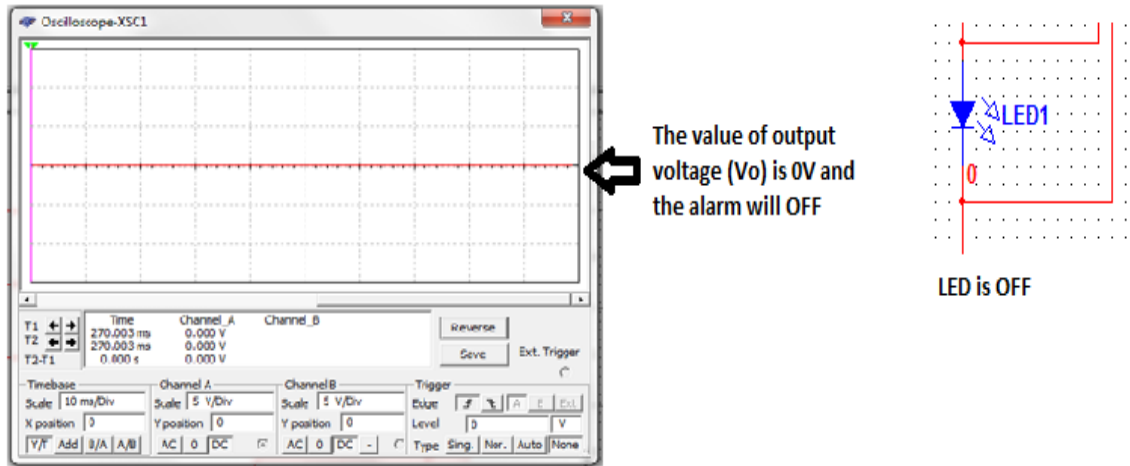 Oscilloscope-XSC1
The value of output
voltage (Vo) is 0V and
the alarm will OFF
LED1
0
LED is OFF
Time Channel_A Channel_B
T1 270.003 ms 0.000 V
T2 270.003 ms 0.000 V
T2-T1 0.000 s 0.000 V
Reverse
Save
Ext. Trigger
Timebase
Scale 10 ms/Div
X position 0
Y/T Add B/A A/B
Channel A
Scale 5 V/Div
Y position 0
AC 0 DC
Channel B
Scale 5 V/Div
Y position 0
AC 0 DC -
Trigger
Edge A B Ext
Level 0 V
Type Sing. Nor. Auto None